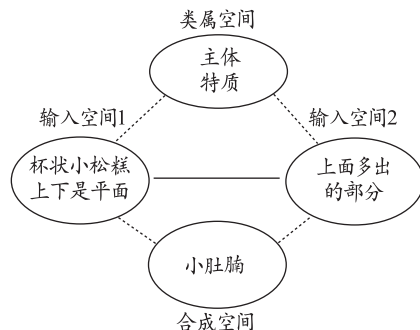 类属空间
主体
特质
输入空间1
输入空间2
杯状小松糕
上下是平面
上面多出
的部分
小肚腩
合成空间